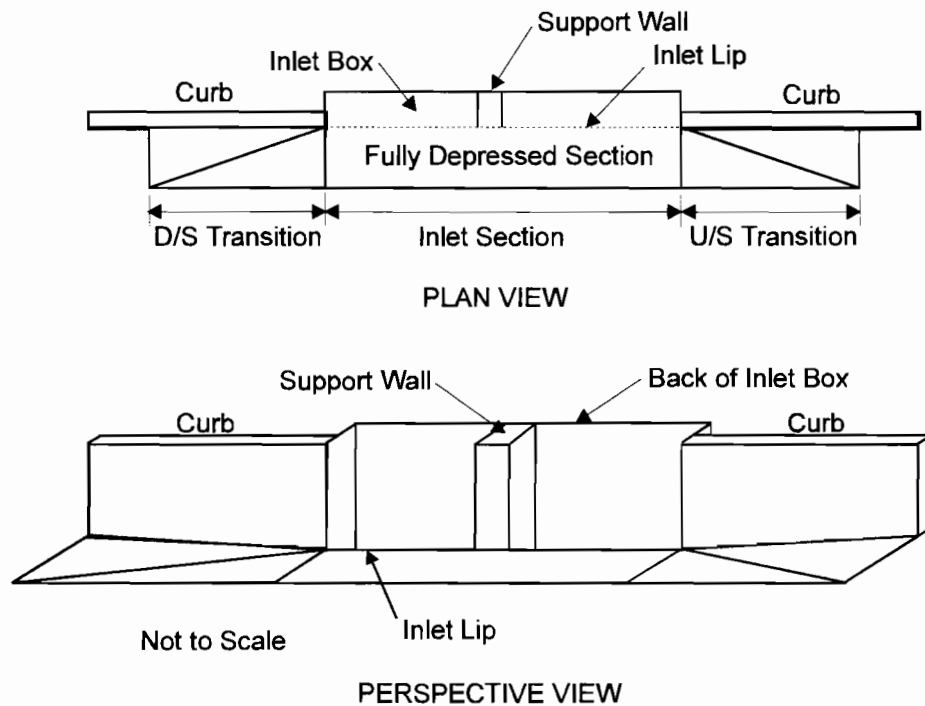 Support Wall
Inlet Box
Inlet Lip
Curb
Curb
Fully Depressed Section
D/S Transition
Inlet Section
U/S Transition
PLAN VIEW
Support Wall
Back of Inlet Box
Curb
Curb
Not to Scale
Inlet Lip
PERSPECTIVE VIEW